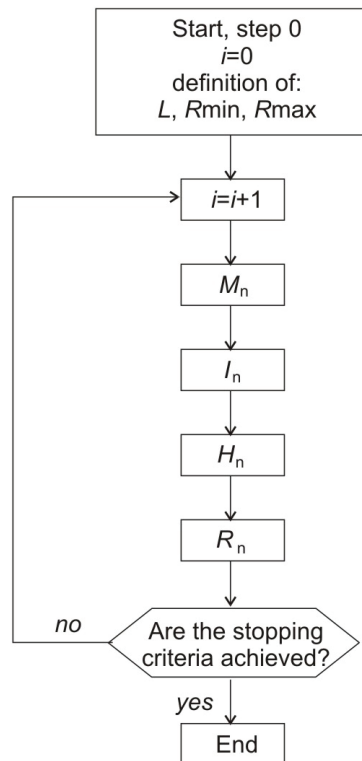 Start, step 0
i=0
definition of:
L, Rmin, Rmax
i=i+1
Mn
In
Hn
Rn
no
Are the stopping
criteria achieved?
yes
End